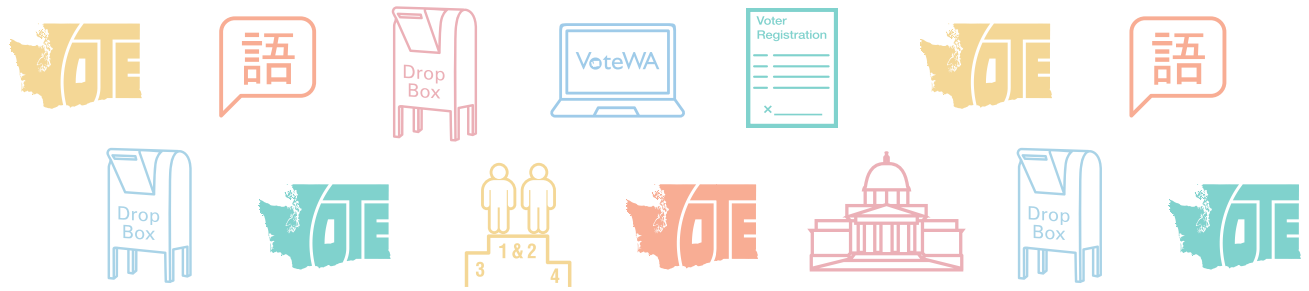 VOTE
語
Drop
Box
VoteWA
Voter
Registration
×
VOTE
語
Drop
Box
VOTE
1 & 2
3
4
VOTE
Drop
Box
VOTE